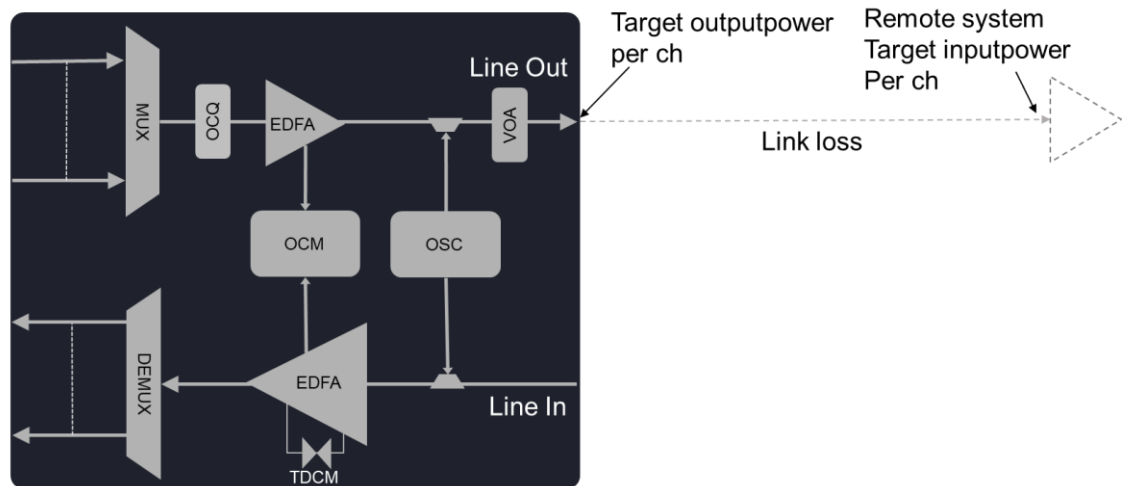 Target outputpower
per ch
Remote system
Target inputpower
Per ch
Line Out
MUX
OCQ
EDFA
VOA
Link loss
OCM
OSC
DEMUX
EDFA
Line In
TDCM